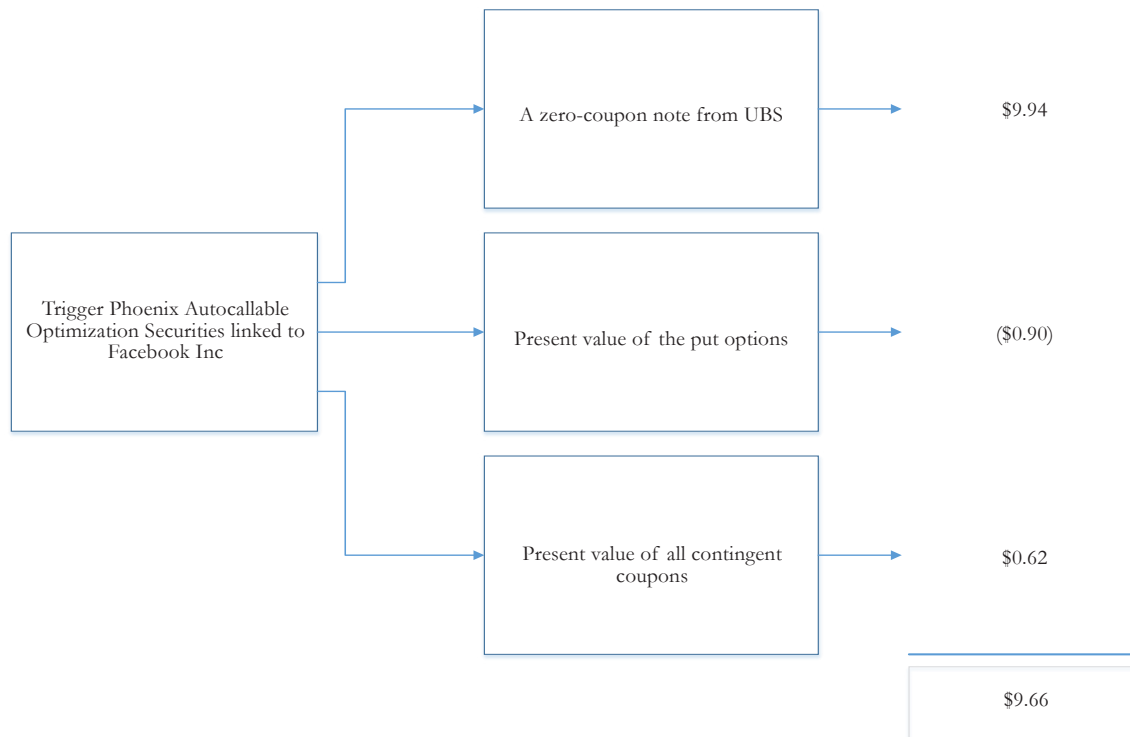 A zero-coupon note from UBS
$9.94
Trigger Phoenix Autocallable
Optimization Securities linked to
Facebook Inc
Present value of the put options
($0.90)
Present value of all contingent
coupons
$0.62
$9.66